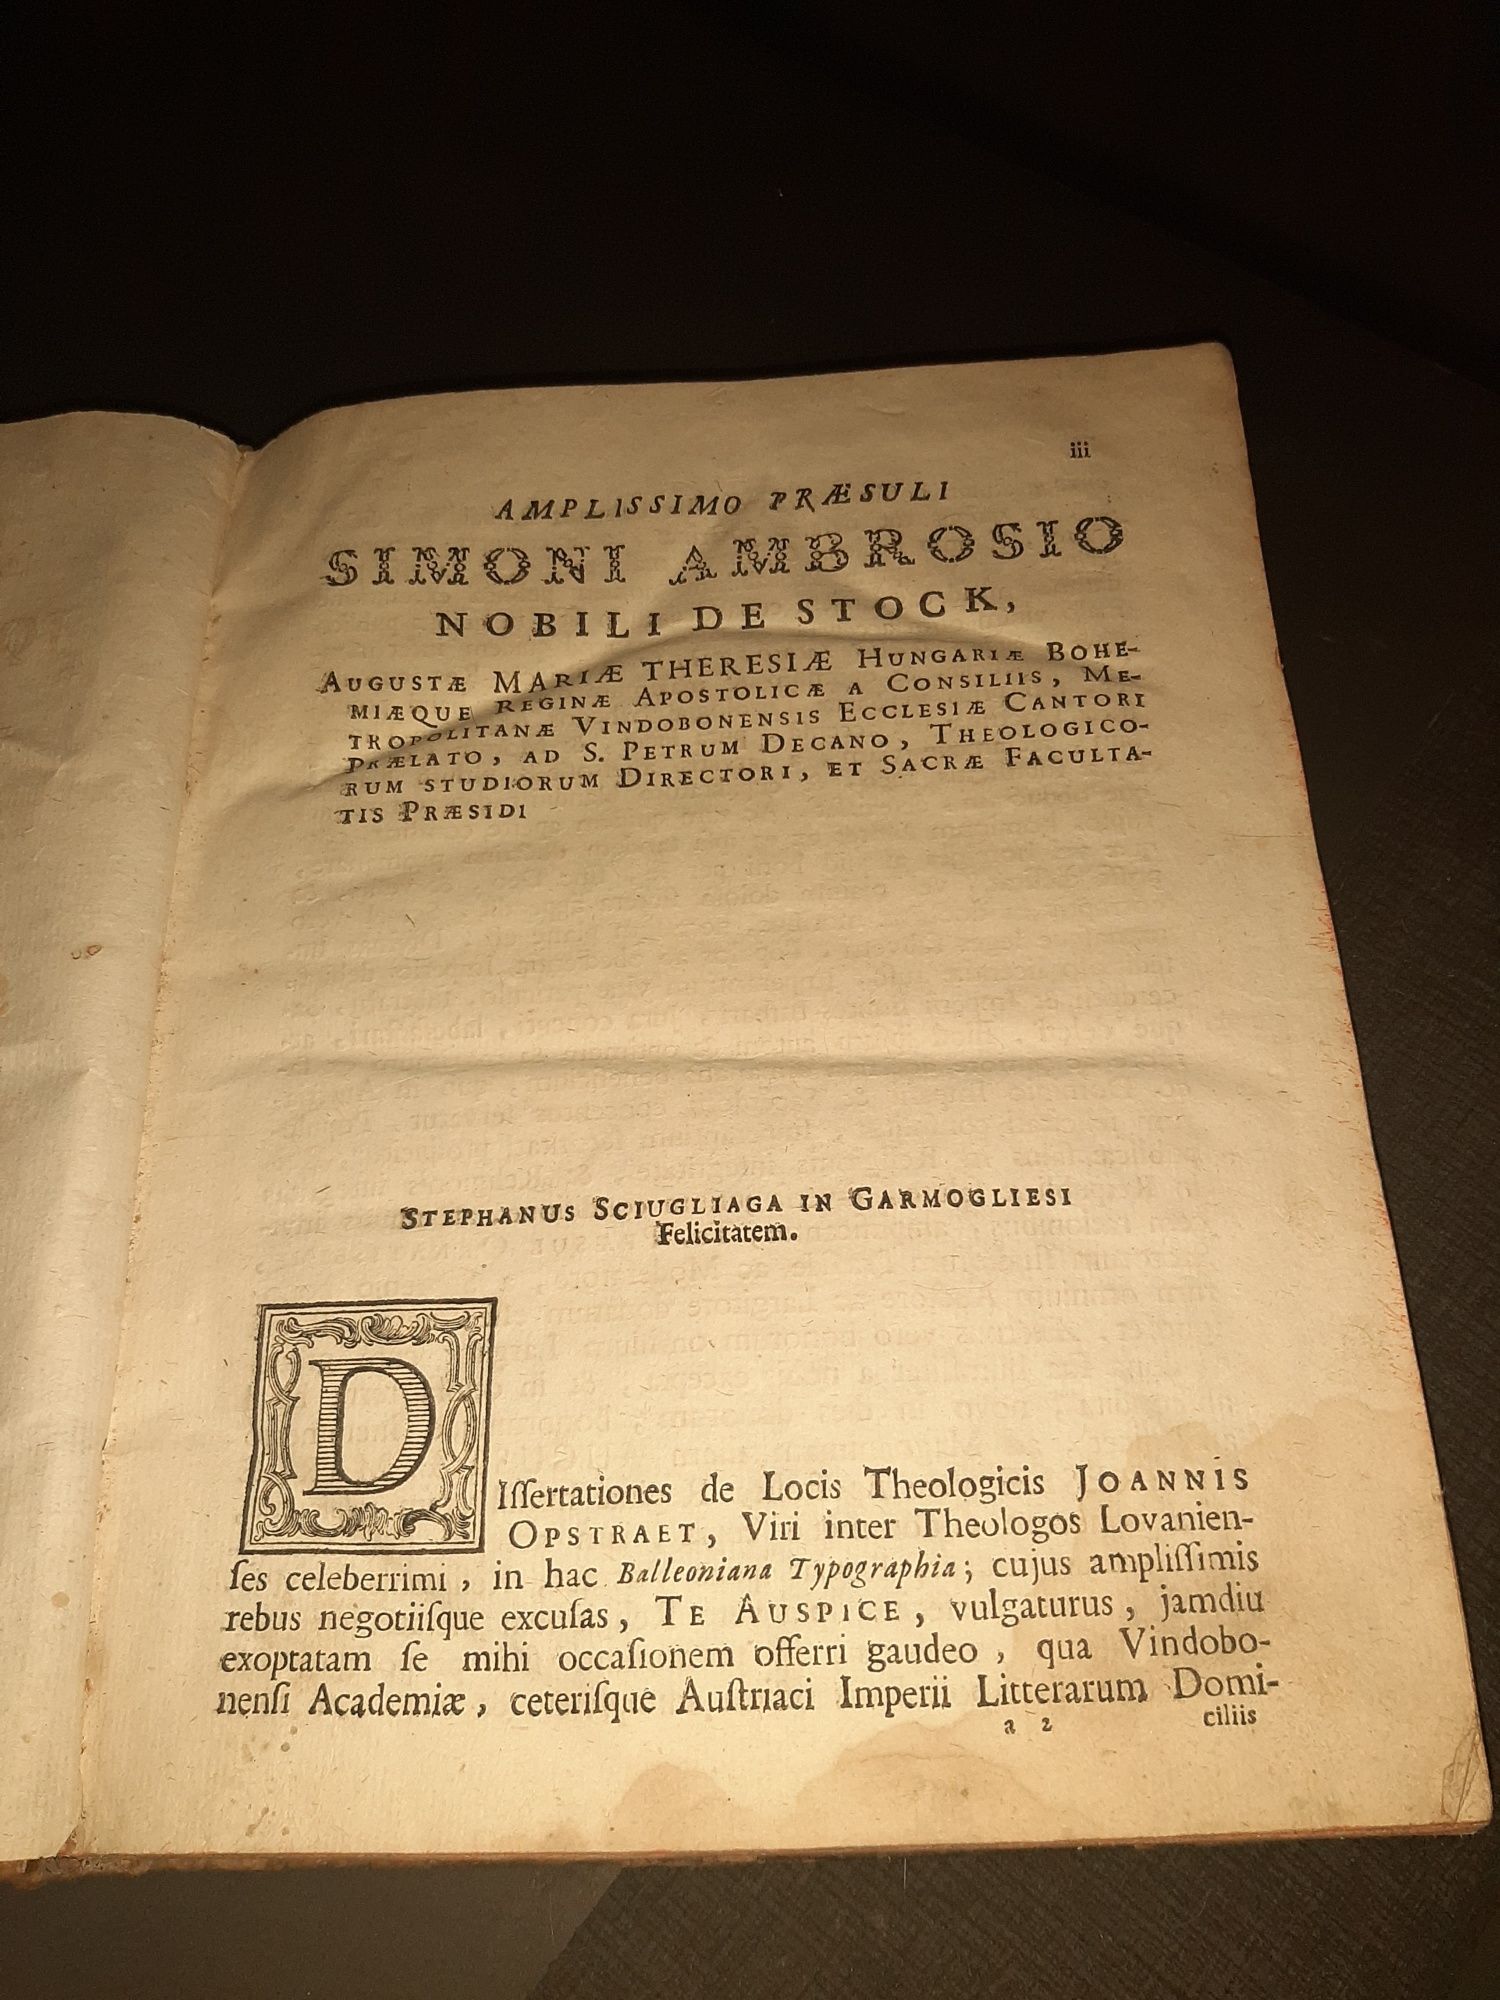 iii
AMPLISSIMO PRÆSULI
SIMONI AMBROSIO
NOBILI DE STOCK,
AUGUSTÆ MARIÆ THERESIÆ HUNGARIÆ BOHE-
MIÆQUE REGINÆ APOSTOLICÆ A CONSILIIS, ME-
TROPOLITANÆ VINDOBONENSIS ECCLESIÆ CANTORI
PRÆLATO, AD S. PETRUM DECANO, THEOLOGICO-
RUM STUDIORUM DIRECTORI, ET SACRÆ FACULTA-
TIS PRÆSIDI
STEPHANUS SCIUGLIAGA IN GARMOGLIESI
Felicitatem.
DIſſertationes de Locis Theologicis JOANNIS
OPSTRAET, Viri inter Theologos Lovanien-
ſes celeberrimi, in hac Balleoniana Typographia; cujus ampliſſimis
rebus negotiiſque excuſas, TE AUSPICE, vulgaturus, jamdiu
exoptatam ſe mihi occaſionem offerri gaudeo, qua Vindobo-
nenſi Academiæ, ceteriſque Auſtriaci Imperii Litterarum Domi-
a 2 ciliis